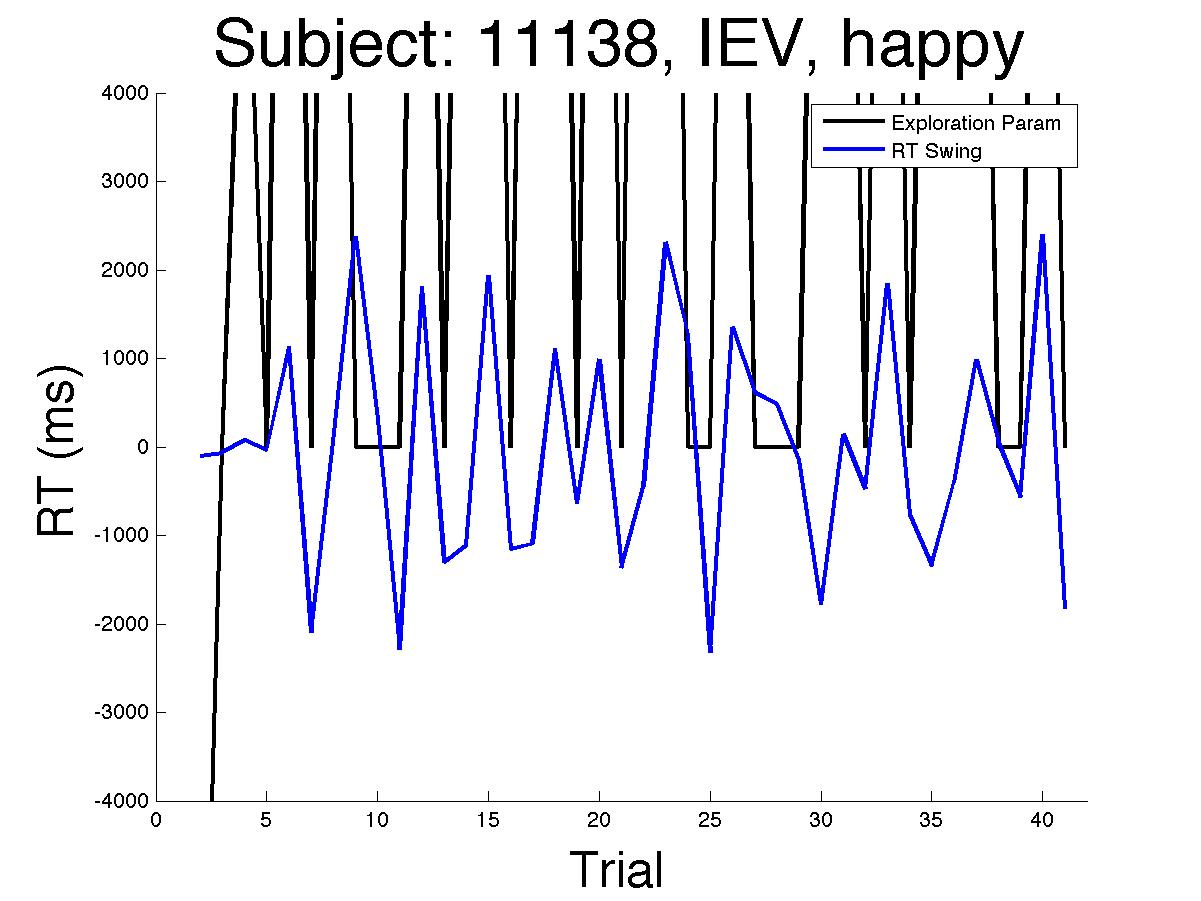 Subject: 11138, IEV, happy
4000
3000
2000
1000
0
-1000
-2000
-3000
-4000
RT (ms)
Exploration Param
RT Swing
0 5 10 15 20 25 30 35 40
Trial